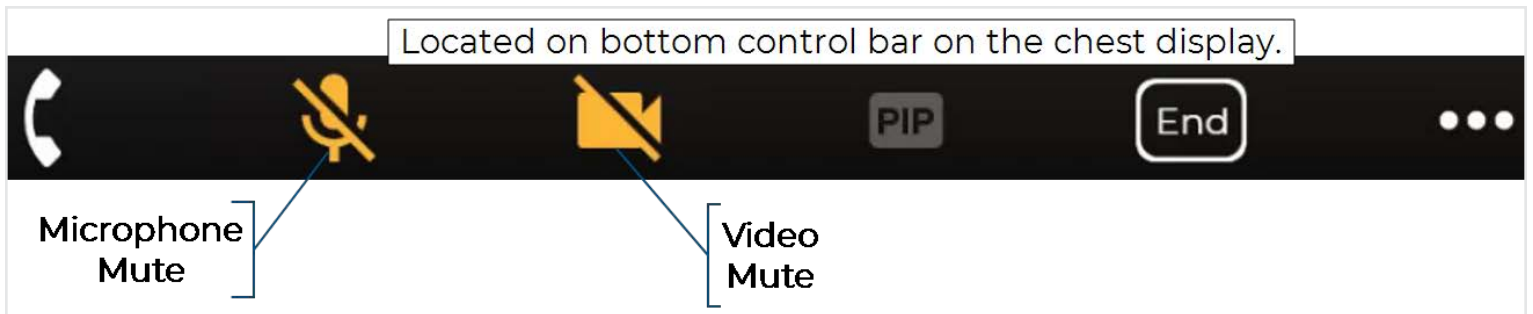 Located on bottom control bar on the chest display.
PIP
End
Microphone
Mute
Video
Mute